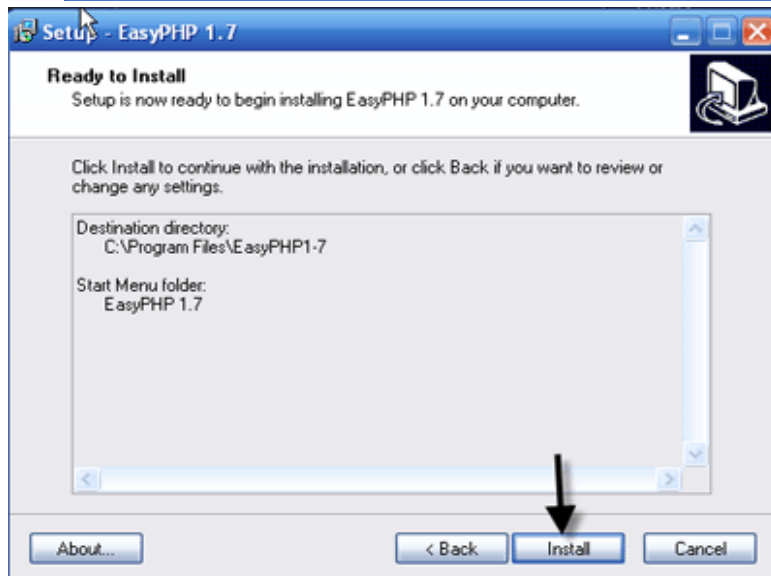 Setup - EasyPHP 1.7
Ready to Install
Setup is now ready to begin installing EasyPHP 1.7 on your computer.
Click Install to continue with the installation, or click Back if you want to review or
change any settings.
Destination directory:
C:\Program Files\EasyPHP1-7
Start Menu folder:
EasyPHP 1.7
About... < Back Install Cancel